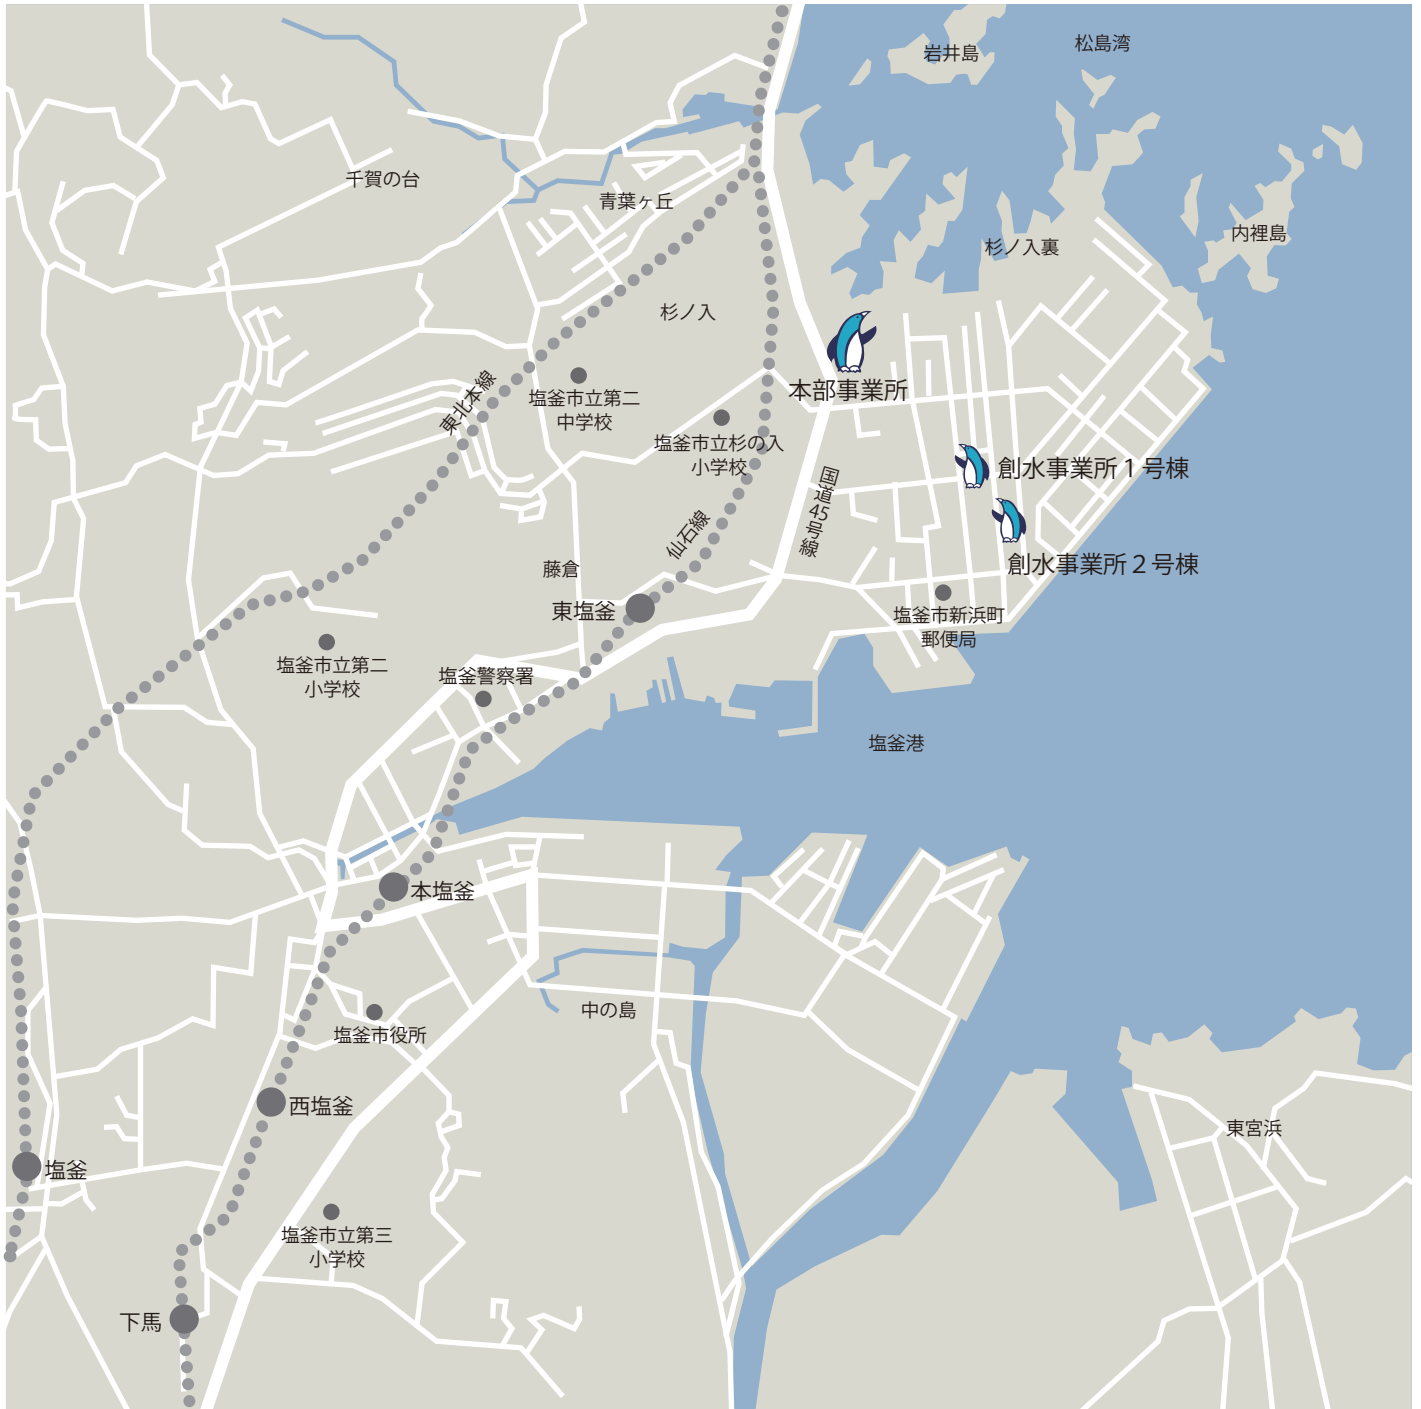 松島湾
岩井島
千賀の台
青葉ヶ丘
内裡島
杉ノ入裏
杉ノ入
本部事業所
東北本線
塩釜市立第二
中学校
塩釜市立杉の入
小学校
創水事業所１号棟
国道45号線
仙石線
創水事業所２号棟
藤倉
東塩釜
塩釜市新浜町
郵便局
塩釜市立第二
小学校
塩釜警察署
塩釜港
本塩釜
中の島
塩釜市役所
西塩釜
東宮浜
塩釜
塩釜市立第三
小学校
下馬